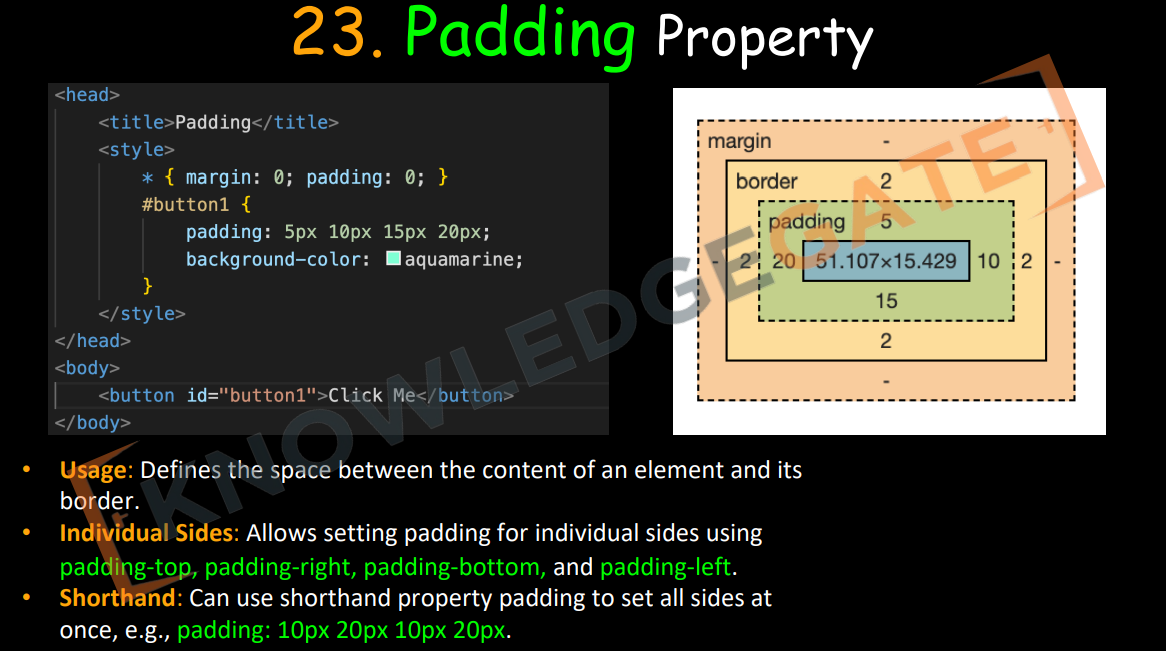 23. Padding Property
<head>
<title>Padding</title>
<style>
* { margin: 0; padding: 0; }
#button1 {
padding: 5px 10px 15px 20px;
background-color: aquamarine;
}
</style>
</head>
<body>
<button id="button1">Click Me</button>
</body>
margin -
border 2
padding 5
- 2 20 51.107×15.429 10 2 -
15
2
-
KNOWLEDGE GATE
• Usage: Defines the space between the content of an element and its
border.
• Individual Sides: Allows setting padding for individual sides using
padding-top, padding-right, padding-bottom, and padding-left.
• Shorthand: Can use shorthand property padding to set all sides at
once, e.g., padding: 10px 20px 10px 20px.